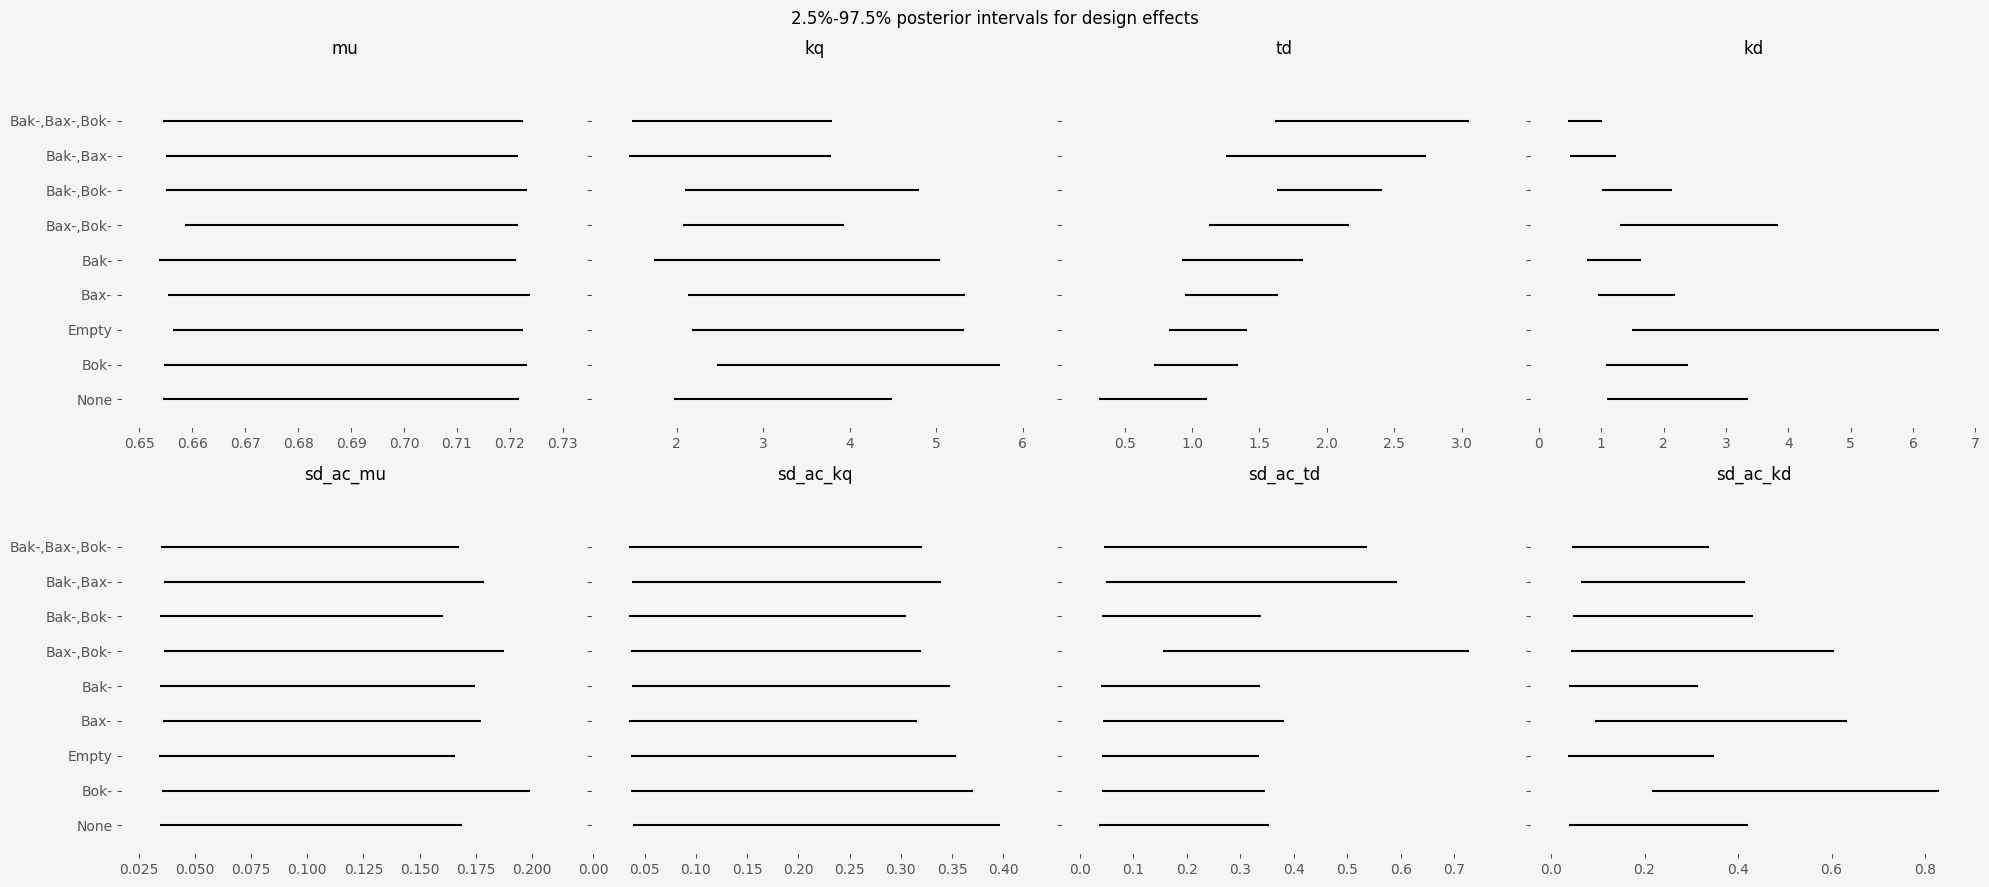 2.5%-97.5% posterior intervals for design effects
mu
kq
td
kd
Bak-,Bax-,Bok-
Bak-,Bax-
Bak-,Bok-
Bax-,Bok-
Bak-
Bax-
Empty
Bok-
None
0.65 0.66 0.67 0.68 0.69 0.70 0.71 0.72 0.73
2 3 4 5 6
0.5 1.0 1.5 2.0 2.5 3.0
0 1 2 3 4 5 6 7
sd_ac_mu
sd_ac_kq
sd_ac_td
sd_ac_kd
Bak-,Bax-,Bok-
Bak-,Bax-
Bak-,Bok-
Bax-,Bok-
Bak-
Bax-
Empty
Bok-
None
0.025 0.050 0.075 0.100 0.125 0.150 0.175 0.200
0.00 0.05 0.10 0.15 0.20 0.25 0.30 0.35 0.40
0.0 0.1 0.2 0.3 0.4 0.5 0.6 0.7
0.0 0.2 0.4 0.6 0.8